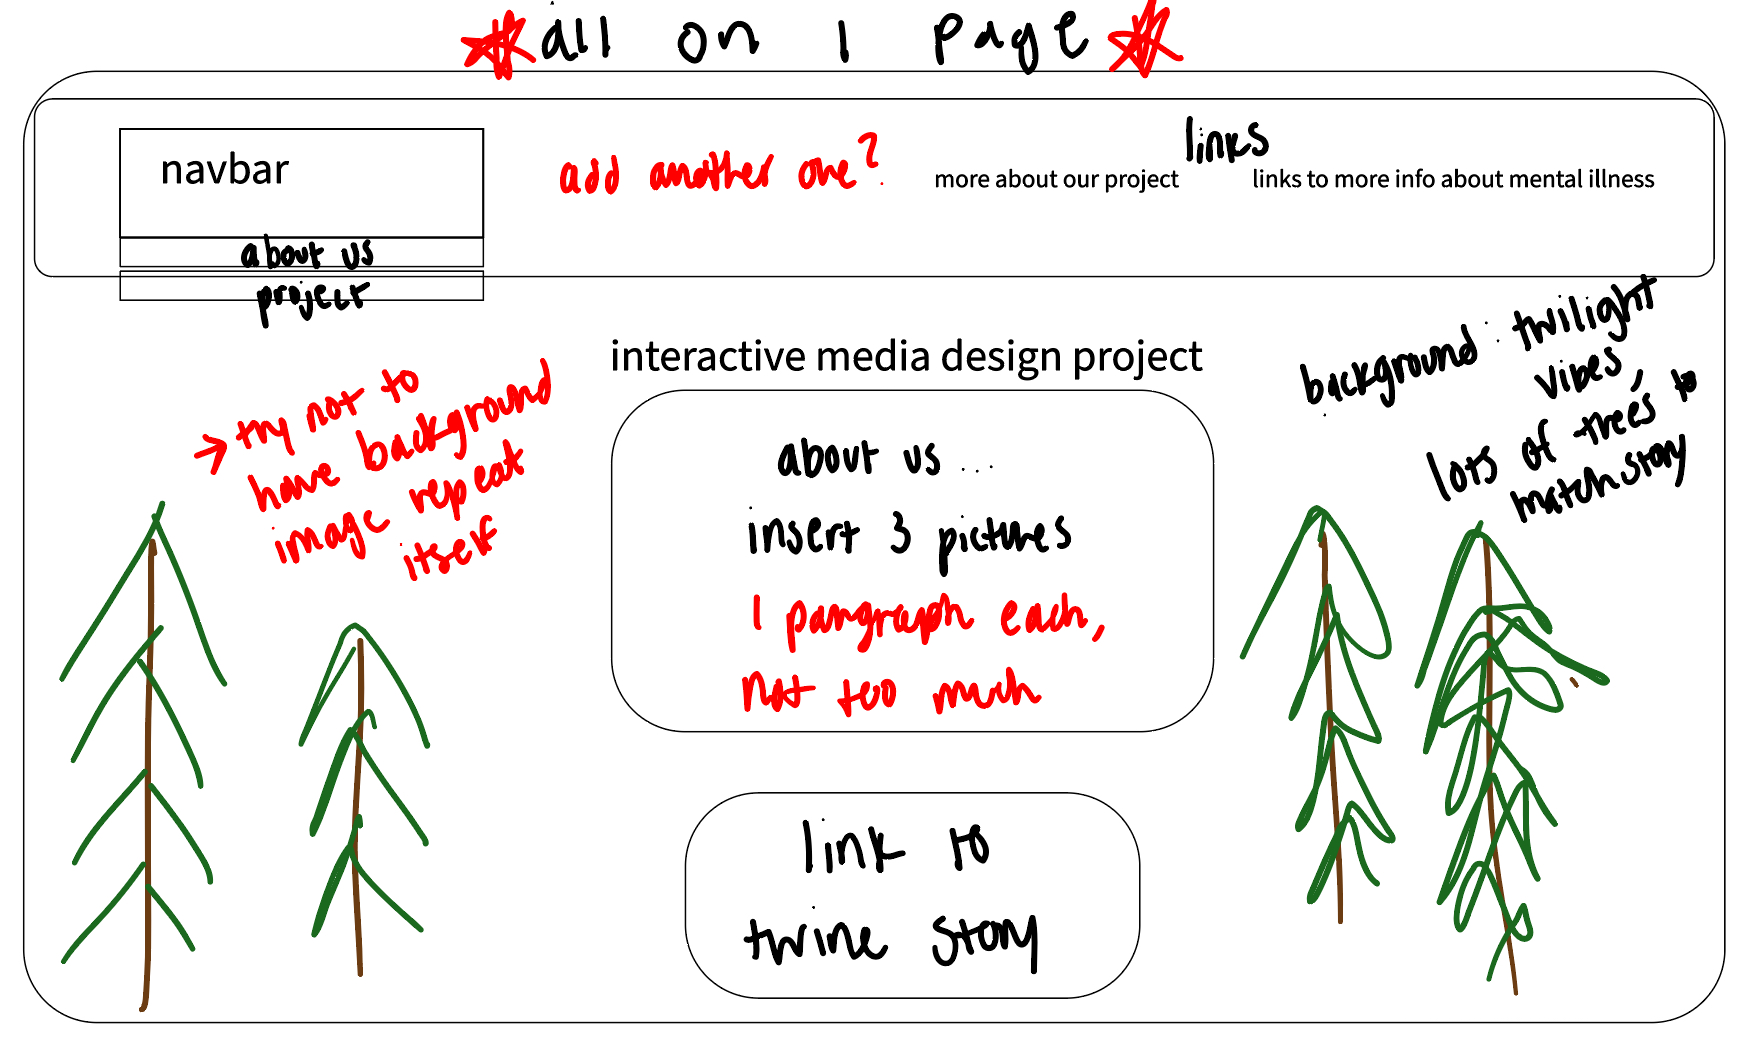 all on 1 page
navbar
about us
project
add another one?
links
more about our project
links to more info about mental illness
interactive media design project
→ try not to
have background
image repeat
itself
background: twilight
vibes,
lots of trees to
match story
about us ...
insert 3 pictures
1 paragraph each,
not too much
link to
twine story